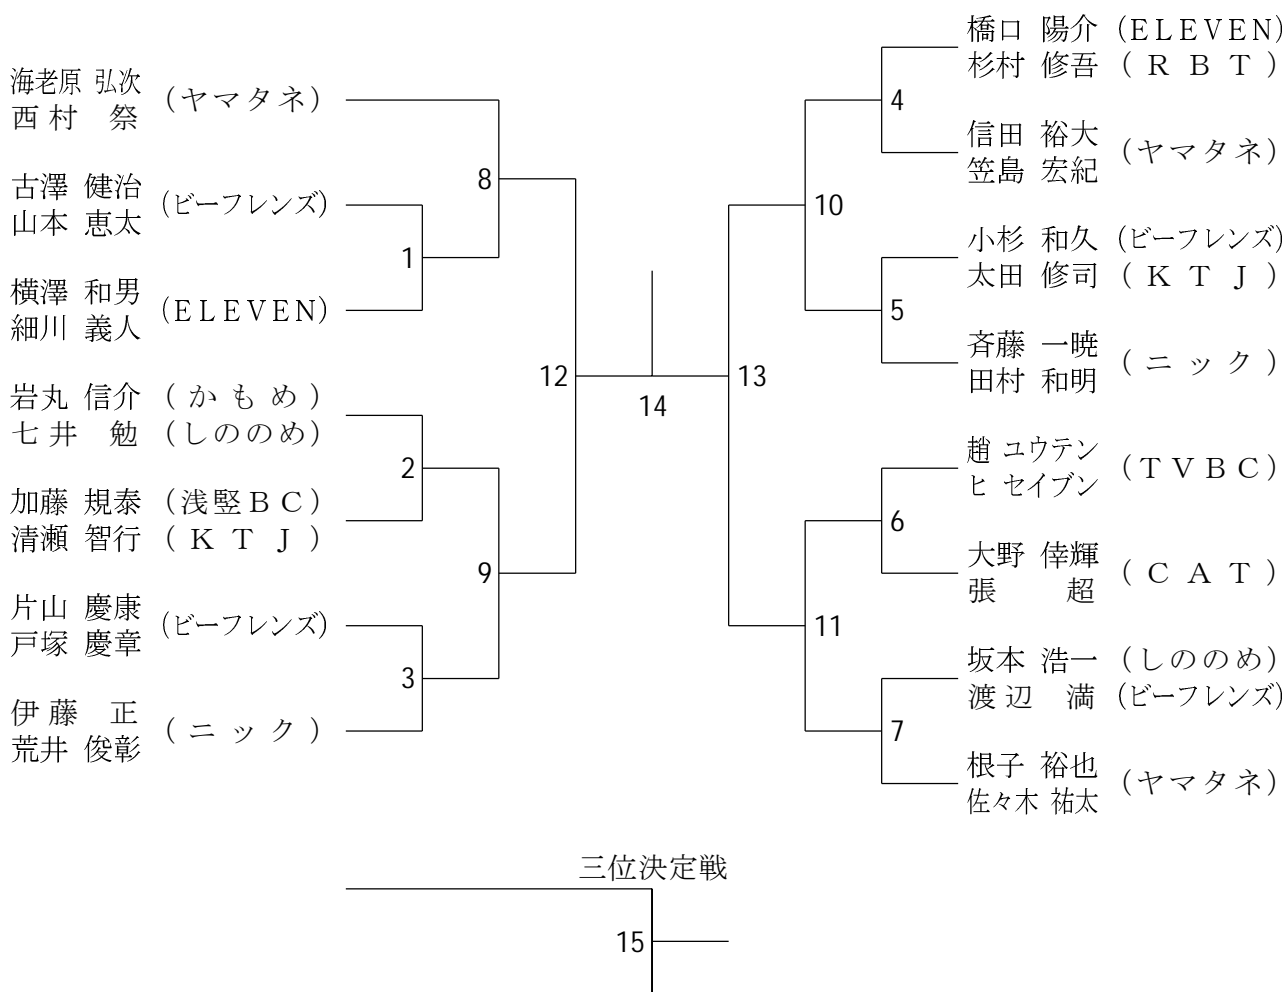 海老原 弘次 (ヤマタネ)
西村 祭
古澤 健治 (ビーフレンズ)
山本 恵太
横澤 和男 (ELEVEN)
細川 義人
岩丸 信介 (かもめ)
七井 勉 (しののめ)
加藤 規泰 (浅竪BC)
清瀬 智行 (KTJ)
片山 慶康 (ビーフレンズ)
戸塚 慶章
伊藤 正 (ニック)
荒井 俊彰
8
1
2
9
3
12
14
13
10
4
5
6
11
7
橋口 陽介 (ELEVEN)
杉村 修吾 (RBT)
信田 裕大 (ヤマタネ)
笠島 宏紀
小杉 和久 (ビーフレンズ)
太田 修司 (KTJ)
斉藤 一暁 (ニック)
田村 和明
趙 ユウテン (TVBC)
ヒ セイブン
大野 倖輝 (CAT)
張 超
坂本 浩一 (しののめ)
渡辺 満 (ビーフレンズ)
根子 裕也 (ヤマタネ)
佐々木 祐太
三位決定戦
15